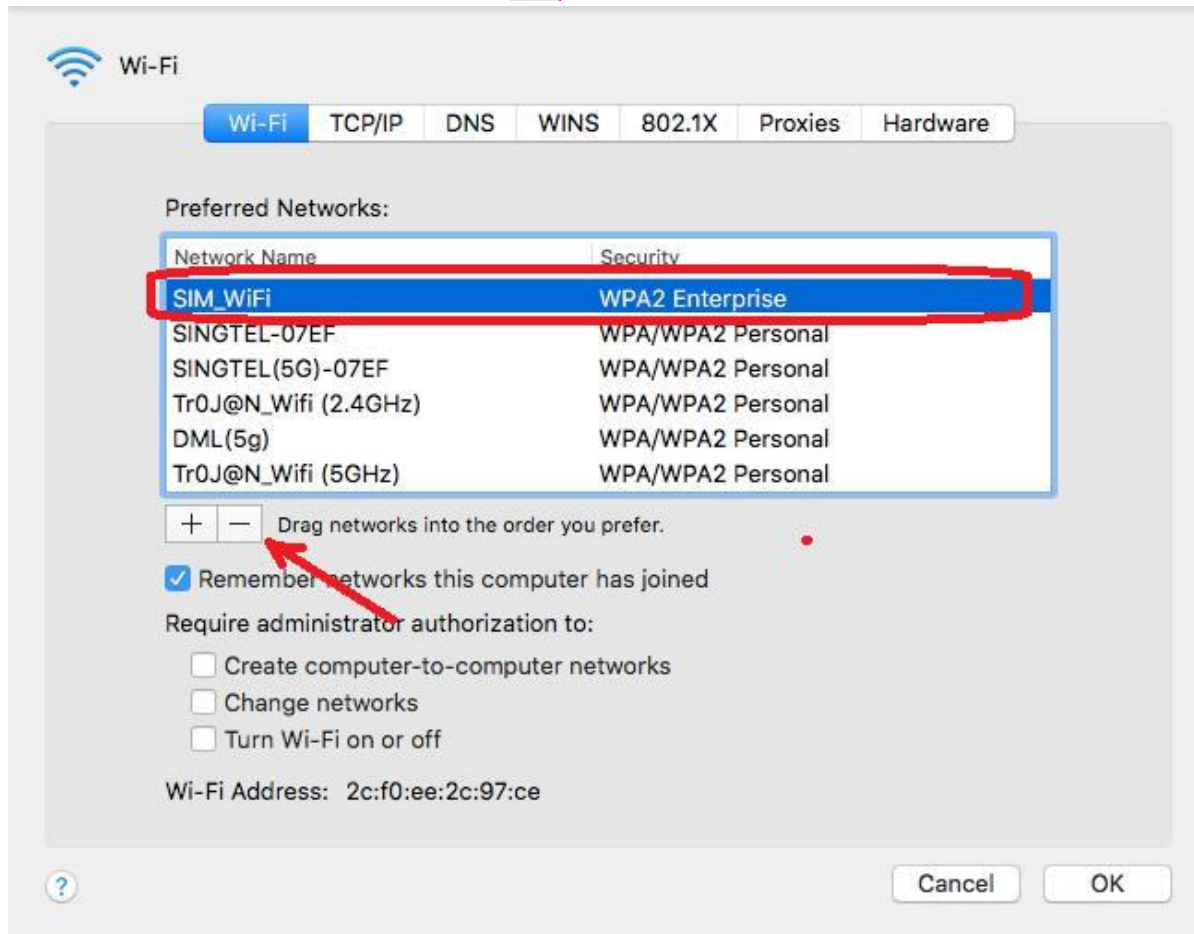 Wi-Fi
Wi-Fi TCP/IP DNS WINS 802.1X Proxies Hardware
Preferred Networks:
Network Name Security
SIM_WiFi WPA2 Enterprise
SINGTEL-07EF WPA/WPA2 Personal
SINGTEL(5G)-07EF WPA/WPA2 Personal
Tr0J@N_Wifi (2.4GHz) WPA/WPA2 Personal
DML(5g) WPA/WPA2 Personal
Tr0J@N_Wifi (5GHz) WPA/WPA2 Personal
+ − Drag networks into the order you prefer.
Remember networks this computer has joined
Require administrator authorization to:
Create computer-to-computer networks
Change networks
Turn Wi-Fi on or off
Wi-Fi Address: 2c:f0:ee:2c:97:ce
? Cancel OK